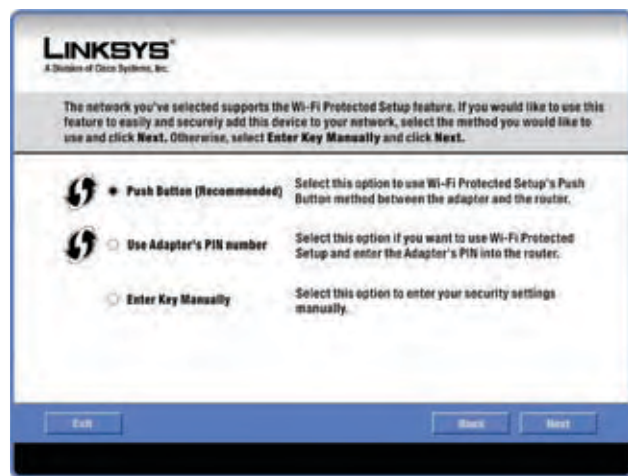 LINKSYS®
A Division of Cisco Systems, Inc.
The network you've selected supports the Wi-Fi Protected Setup feature. If you would like to use this
feature to easily and securely add this device to your network, select the method you would like to
use and click Next. Otherwise, select Enter Key Manually and click Next.
Push Button (Recommended)
Select this option to use Wi-Fi Protected Setup's Push
Button method between the adapter and the router.
Use Adapter's PIN number
Select this option if you want to use Wi-Fi Protected
Setup and enter the Adapter's PIN into the router.
Enter Key Manually
Select this option to enter your security settings
manually.
Exit
Back
Next